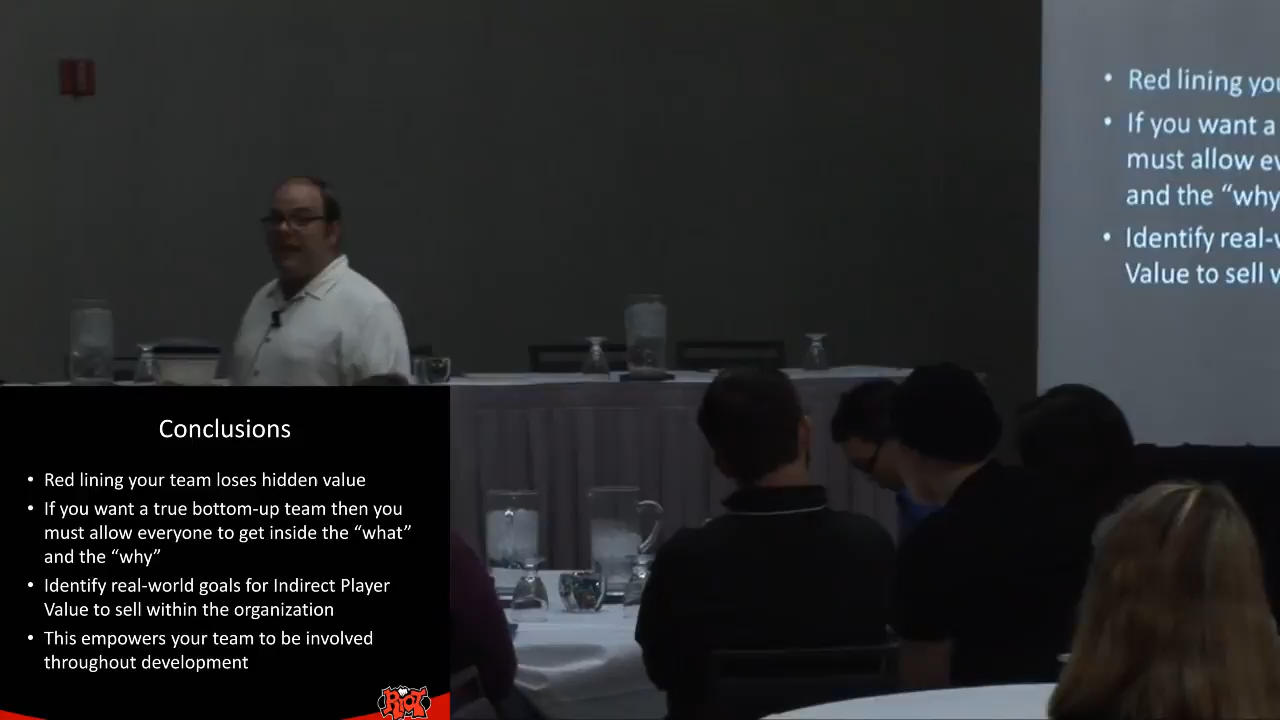 Red lining you
If you want a
must allow ev
and the “why
Identify real-w
Value to sell w
Conclusions
• Red lining your team loses hidden value
• If you want a true bottom-up team then you
must allow everyone to get inside the “what”
and the “why”
• Identify real-world goals for Indirect Player
Value to sell within the organization
• This empowers your team to be involved
throughout development
RIOT